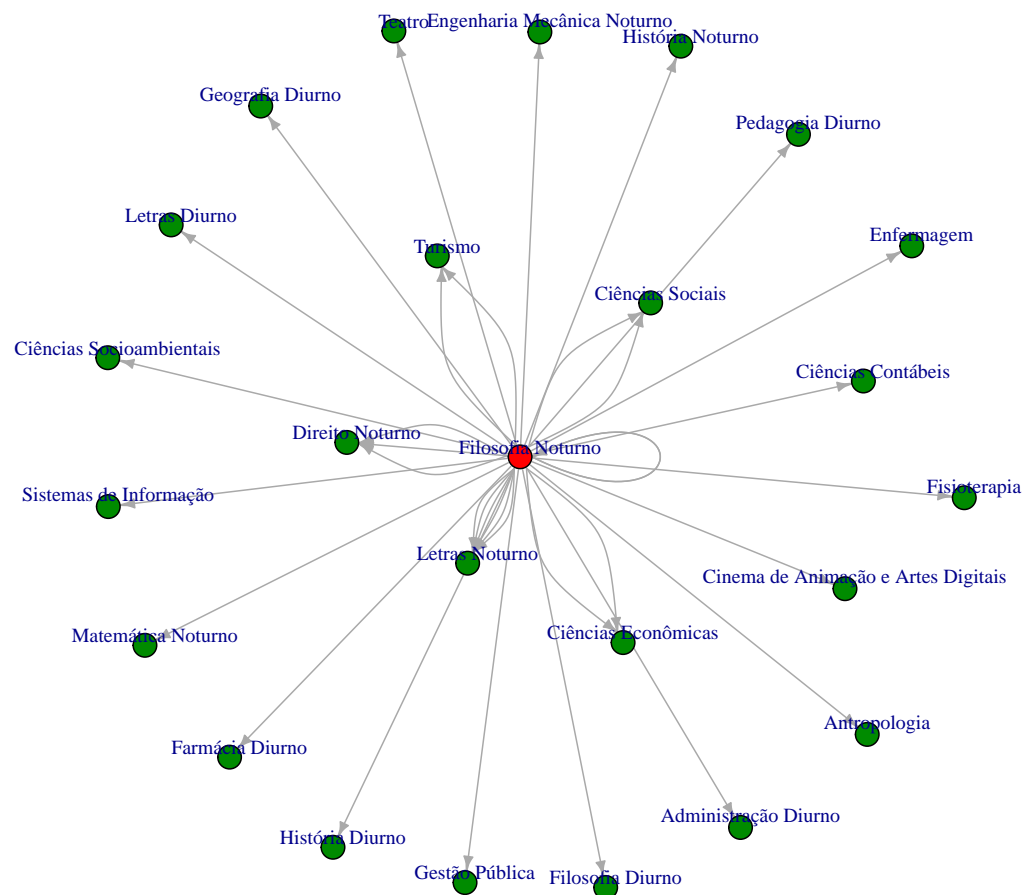 Teatro
Engenharia Mecânica Noturno
História Noturno
Geografia Diurno
Pedagogia Diurno
Letras Diurno
Enfermagem
Turismo
Ciências Sociais
Ciências Socioambientais
Ciências Contábeis
Direito Noturno
Filosofia Noturno
Fisioterapia
Sistemas de Informação
Letras Noturno
Cinema de Animação e Artes Digitais
Matemática Noturno
Ciências Econômicas
Antropologia
Farmácia Diurno
Administração Diurno
História Diurno
Gestão Pública
Filosofia Diurno